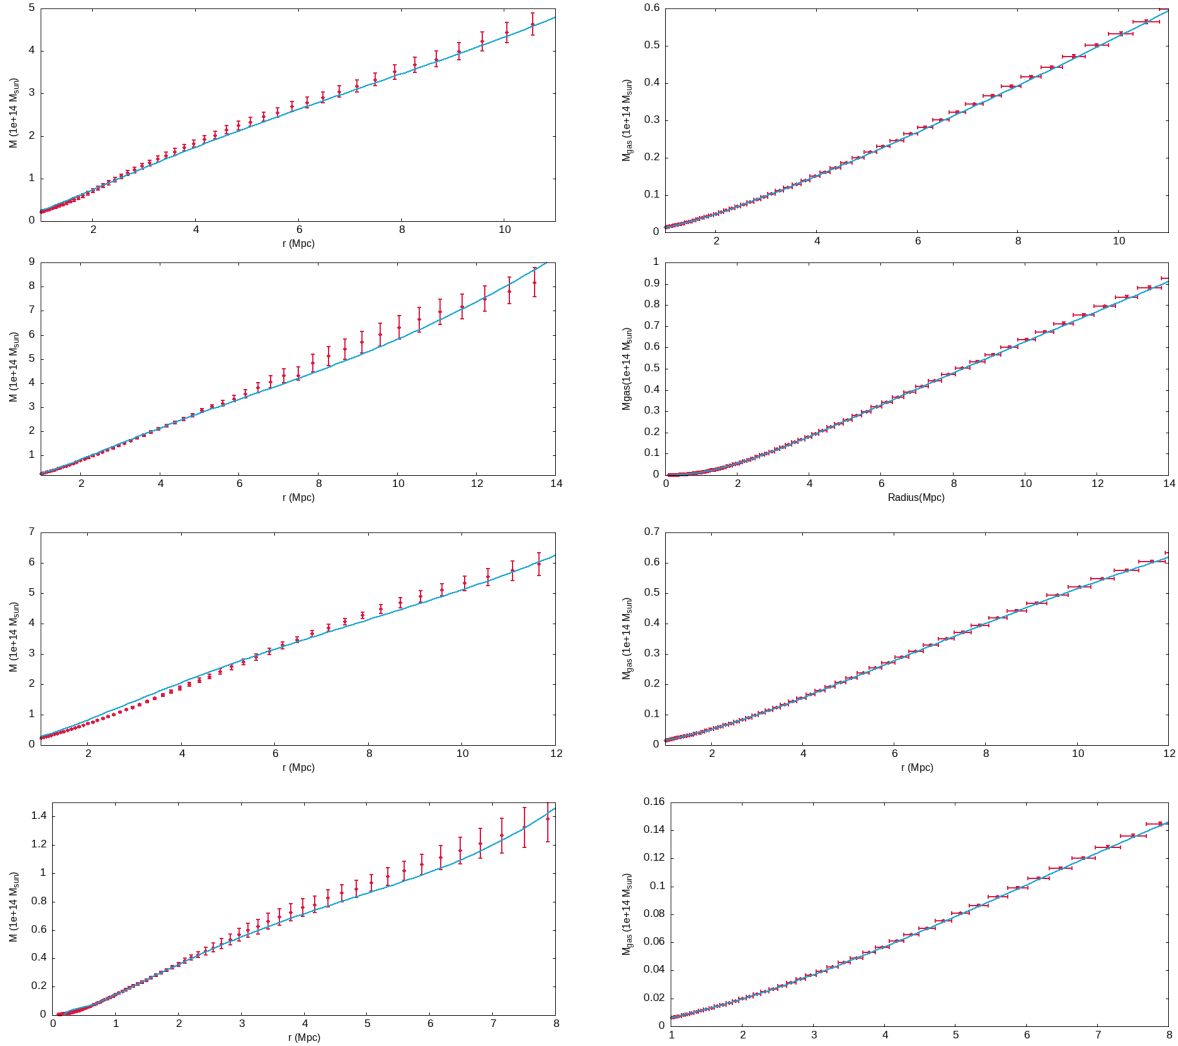 5
4
3
2
1
0
M (1e+14 Msun)
2 4 6 8 10
r (Mpc)
0.6
0.5
0.4
0.3
0.2
0.1
0
Mgas (1e+14 Msun)
2 4 6 8 10
r (Mpc)
9
8
7
6
5
4
3
2
1
M (1e+14 Msun)
2 4 6 8 10 12 14
r (Mpc)
1
0.9
0.8
0.7
0.6
0.5
0.4
0.3
0.2
0.1
0
Mgas(1e+14 Msun)
0 2 4 6 8 10 12 14
Radius(Mpc)
7
6
5
4
3
2
1
0
M (1e+14 Msun)
2 4 6 8 10 12
r (Mpc)
0.7
0.6
0.5
0.4
0.3
0.2
0.1
0
Mgas (1e+14 Msun)
2 4 6 8 10 12
r (Mpc)
1.4
1.2
1
0.8
0.6
0.4
0.2
0
M (1e+14 Msun)
0 1 2 3 4 5 6 7 8
r (Mpc)
0.16
0.14
0.12
0.1
0.08
0.06
0.04
0.02
0
Mgas (1e+14 Msun)
1 2 3 4 5 6 7 8